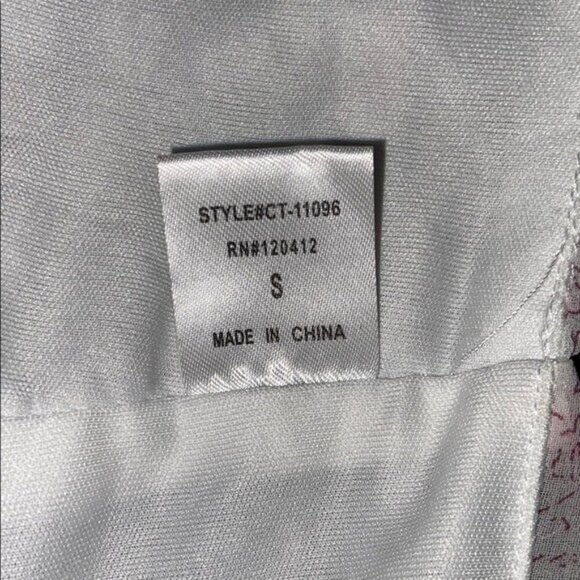 STYLE#CT-11096
RN#120412
S
MADE IN CHINA